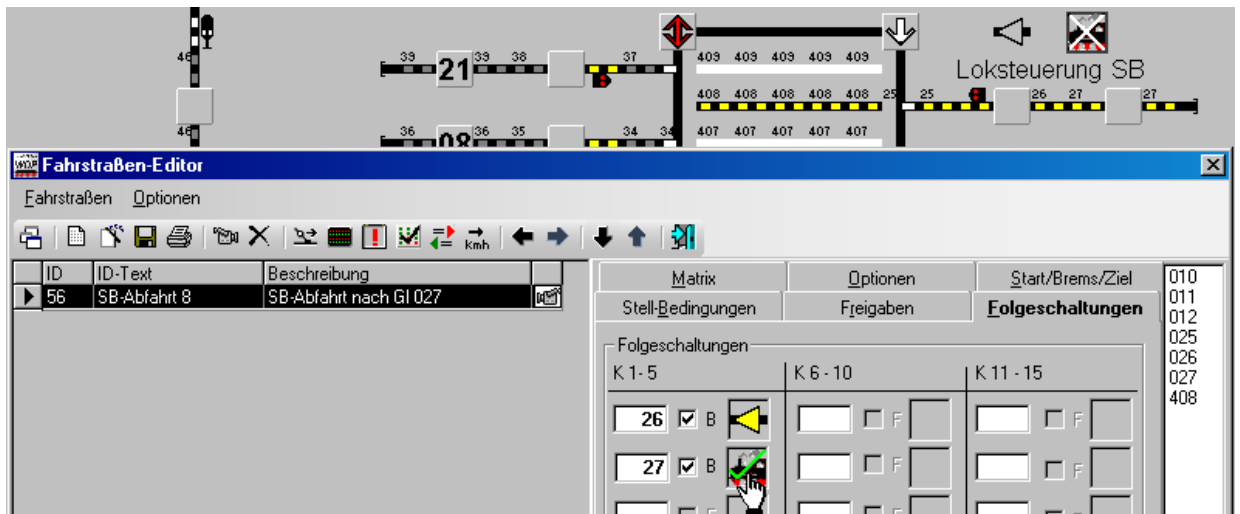 46
39 21 39 38 37
409 409 409 409 409
Loksteuerung SB
408 408 408 408 408 25 25 26 27 27
46
36 08 36 35 34 34 407 407 407 407 407
WDP Fahrstraßen-Editor
Fahrstraßen Optionen
kmh
ID ID-Text Beschreibung
56 SB-Abfahrt 8 SB-Abfahrt nach Gl 027
Matrix Optionen Start/Brems/Ziel
Stell-Bedingungen Freigaben Folgeschaltungen
Folgeschaltungen
K 1- 5 K 6 - 10 K 11 - 15
26 B F F
27 B F F
F
010
011
012
025
026
027
408